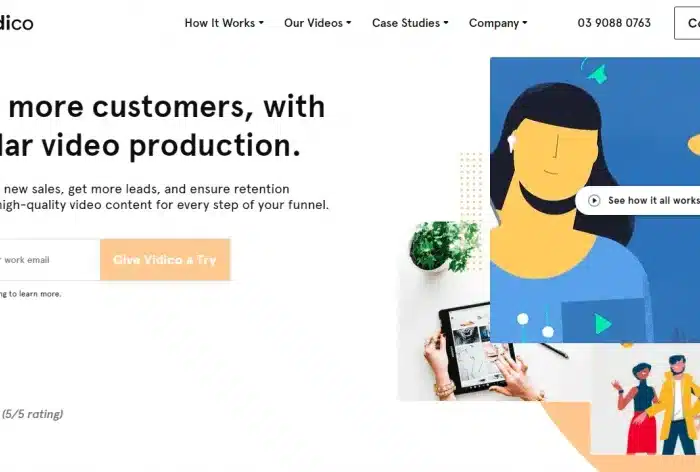 dico
How It Works
Our Videos
Case Studies
Company
03 9088 0763
more customers, with
lar video production.
new sales, get more leads, and ensure retention
high-quality video content for every step of your funnel.
work email
Give Vidico a Try
ng to learn more.
See how it all works
(5/5 rating)